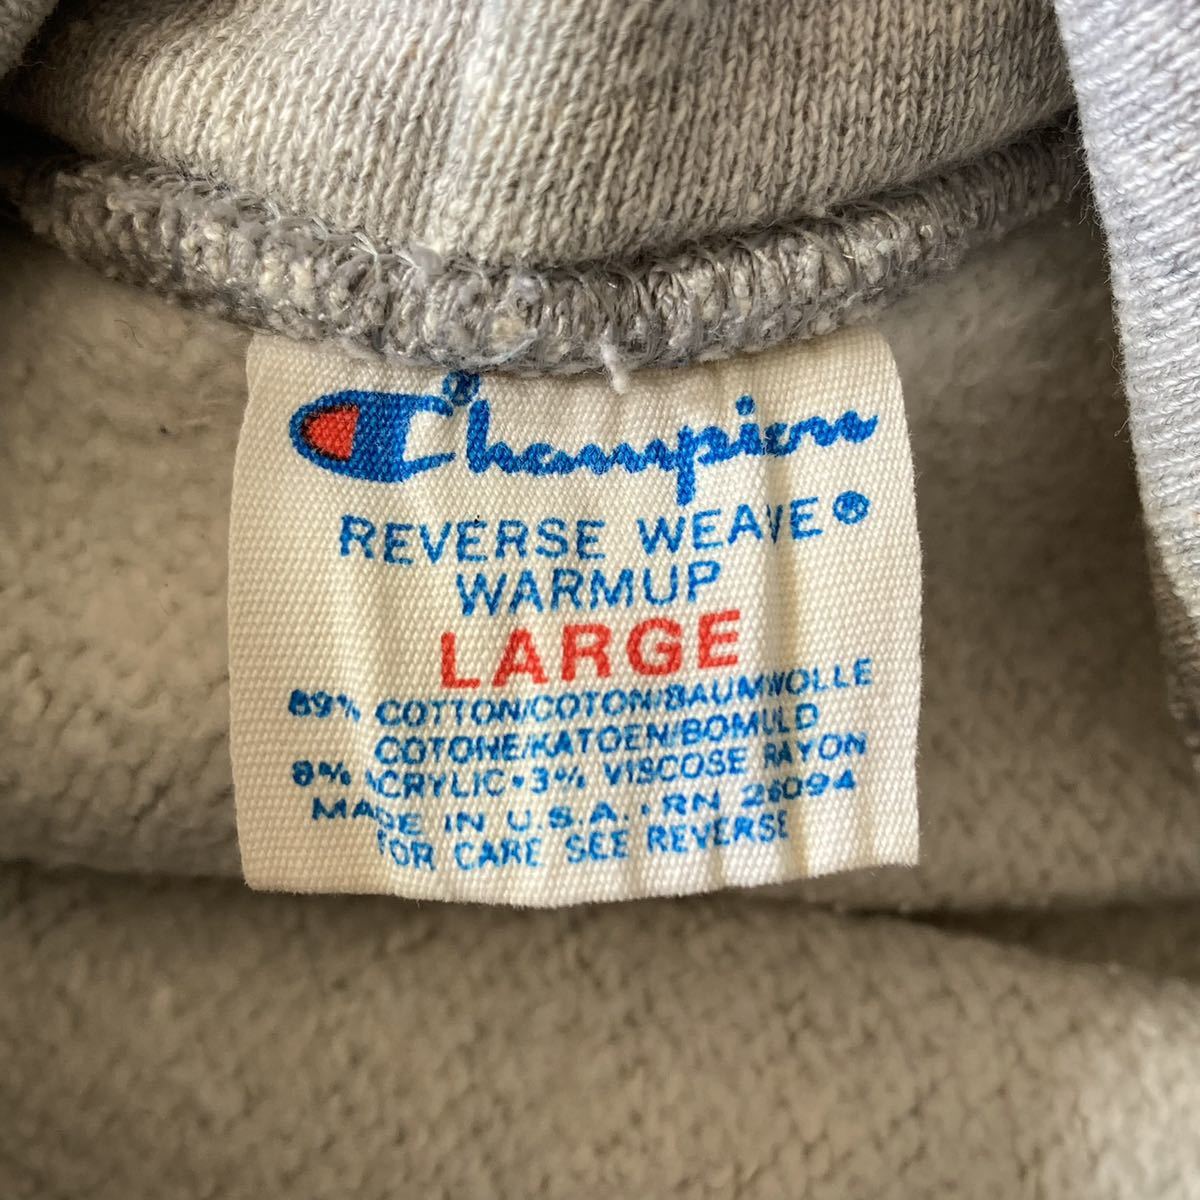 Champion®
REVERSE WEAVE®
WARMUP
LARGE
89% COTTON/COTON/BAUMWOLLE
COTONE/KATOEN/BOMULD
8% ACRYLIC•3% VISCOSE RAYON
MADE IN U.S.A.•RN 26094
FOR CARE SEE REVERSE